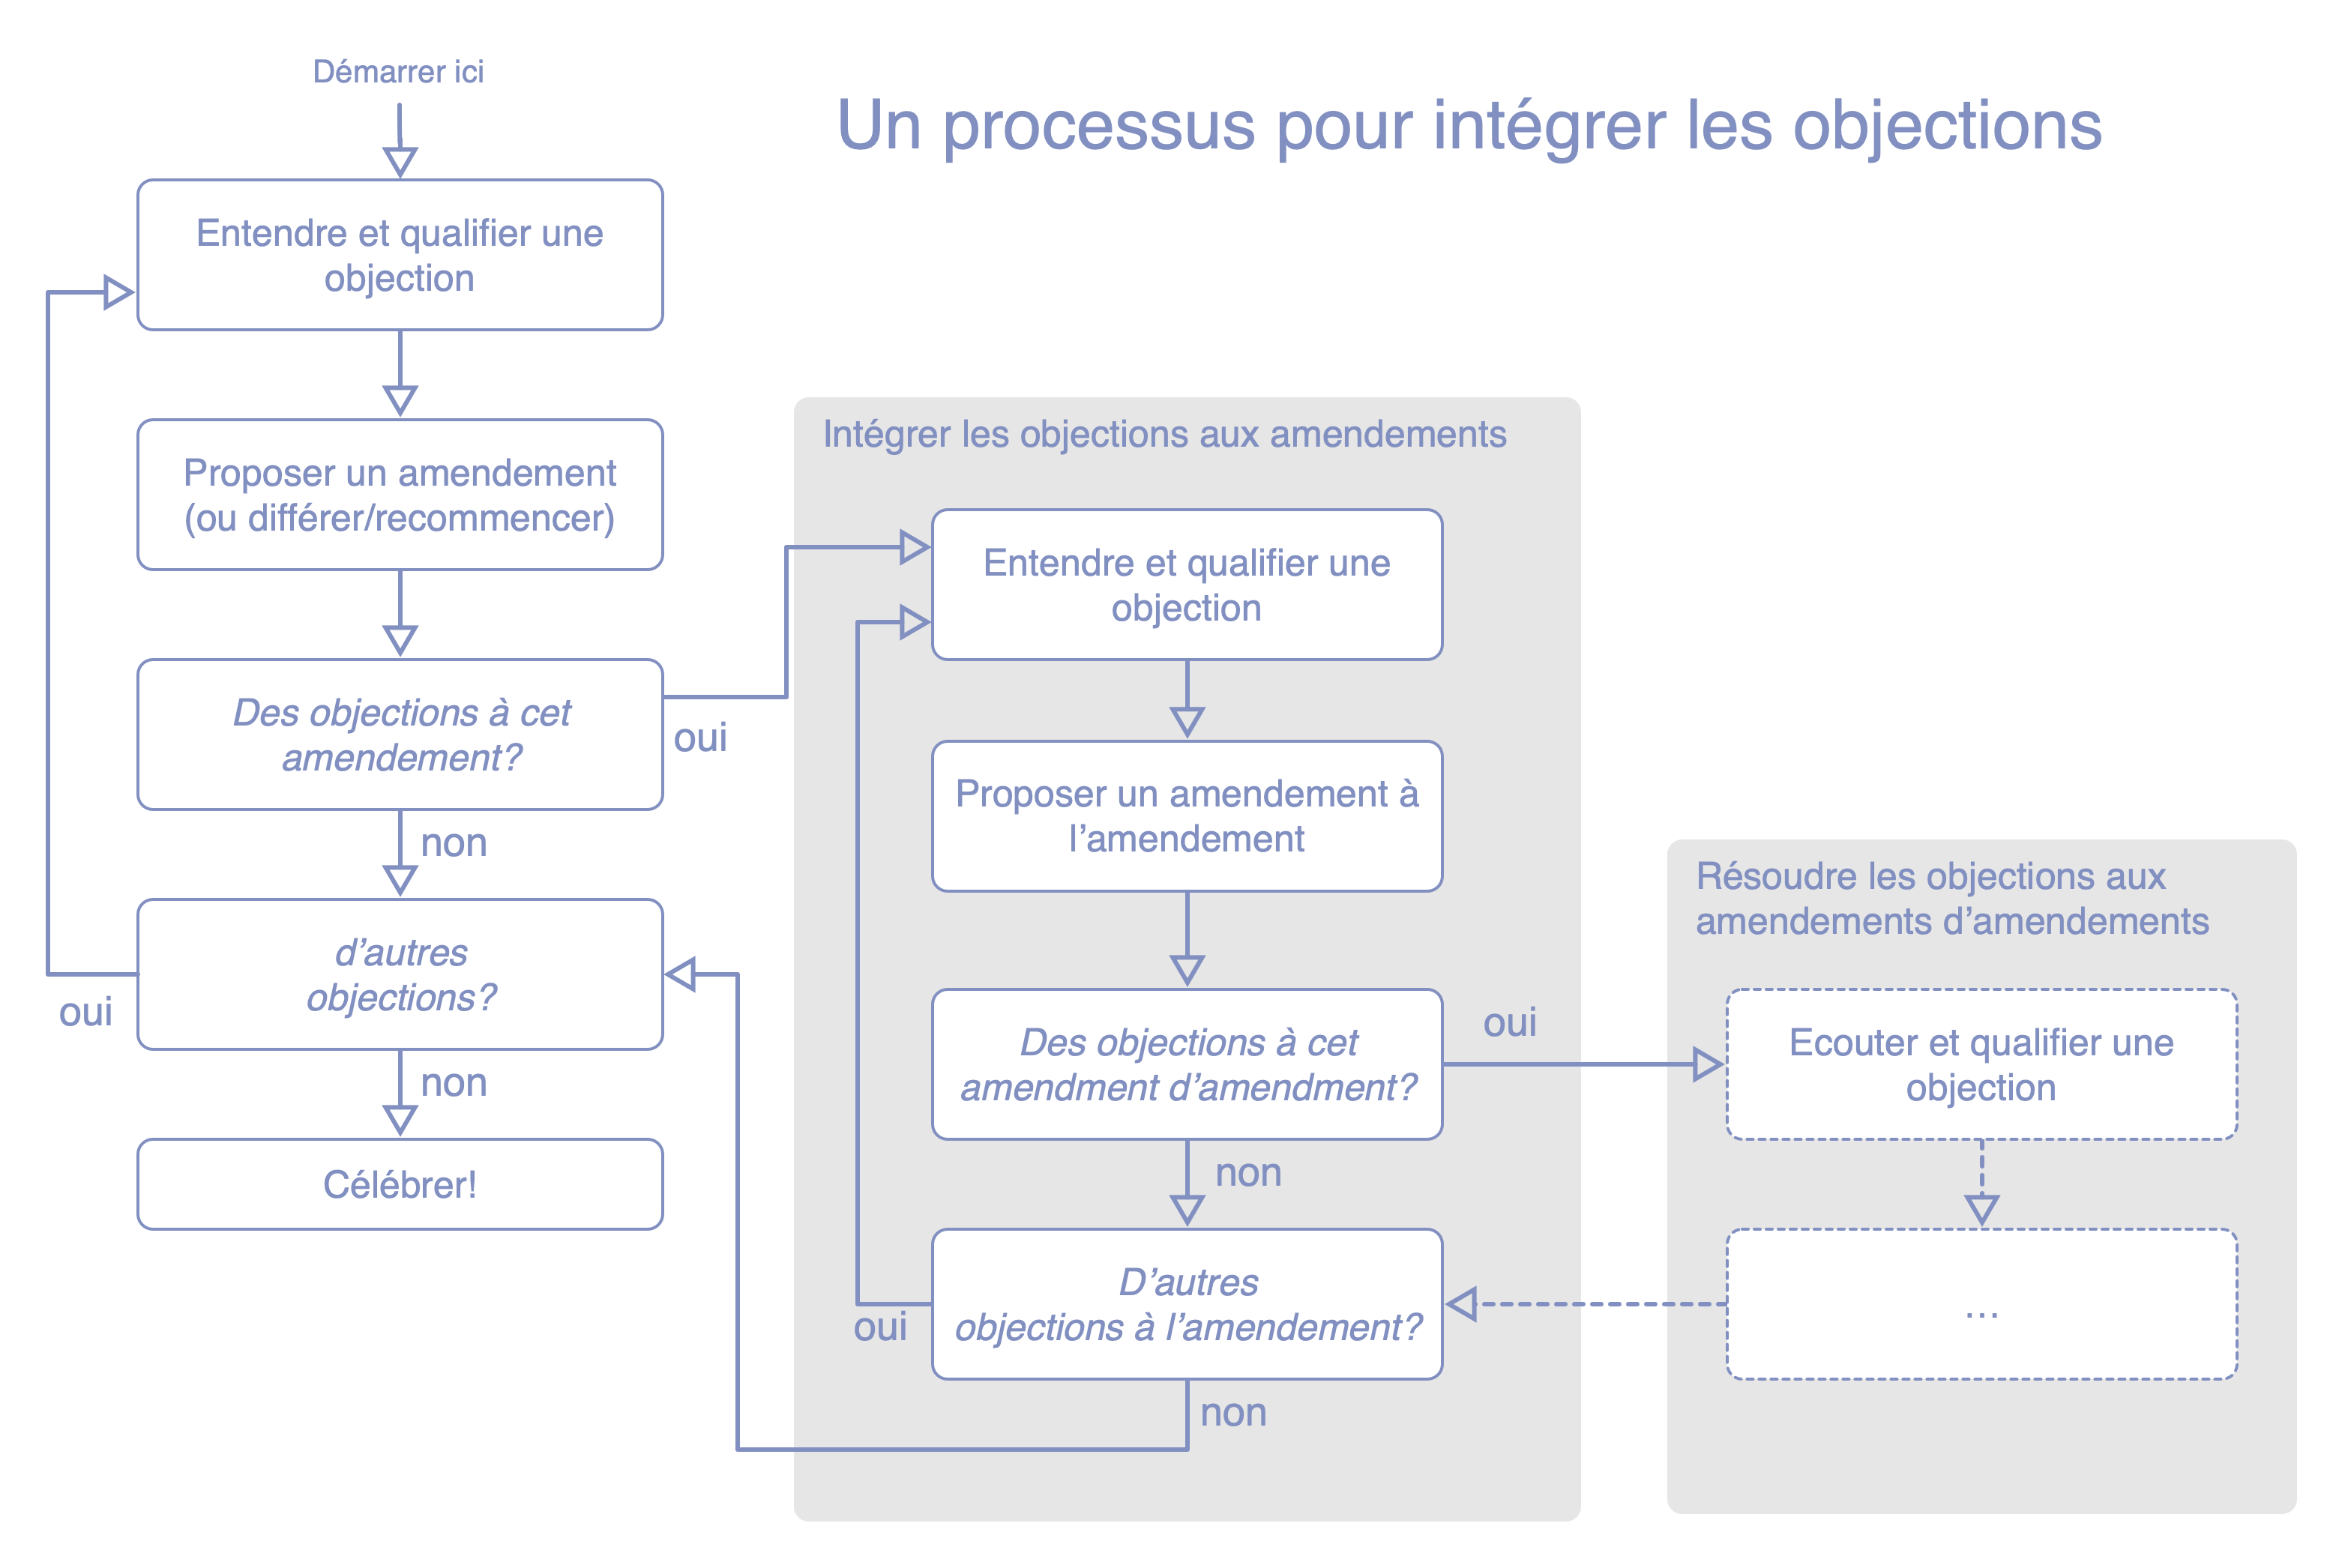 Démarrer ici
Un processus pour intégrer les objections
Entendre et qualifier une
objection
Proposer un amendement
(ou différer/recommencer)
Des objections à cet
amendement?
oui
non
d’autres
objections?
oui
non
Célébrer!
Intégrer les objections aux amendements
Entendre et qualifier une
objection
Proposer un amendement à
l’amendement
Des objections à cet
amendment d’amendment?
oui
non
D’autres
objections à l’amendement?
oui
non
Résoudre les objections aux
amendements d’amendements
Ecouter et qualifier une
objection
...